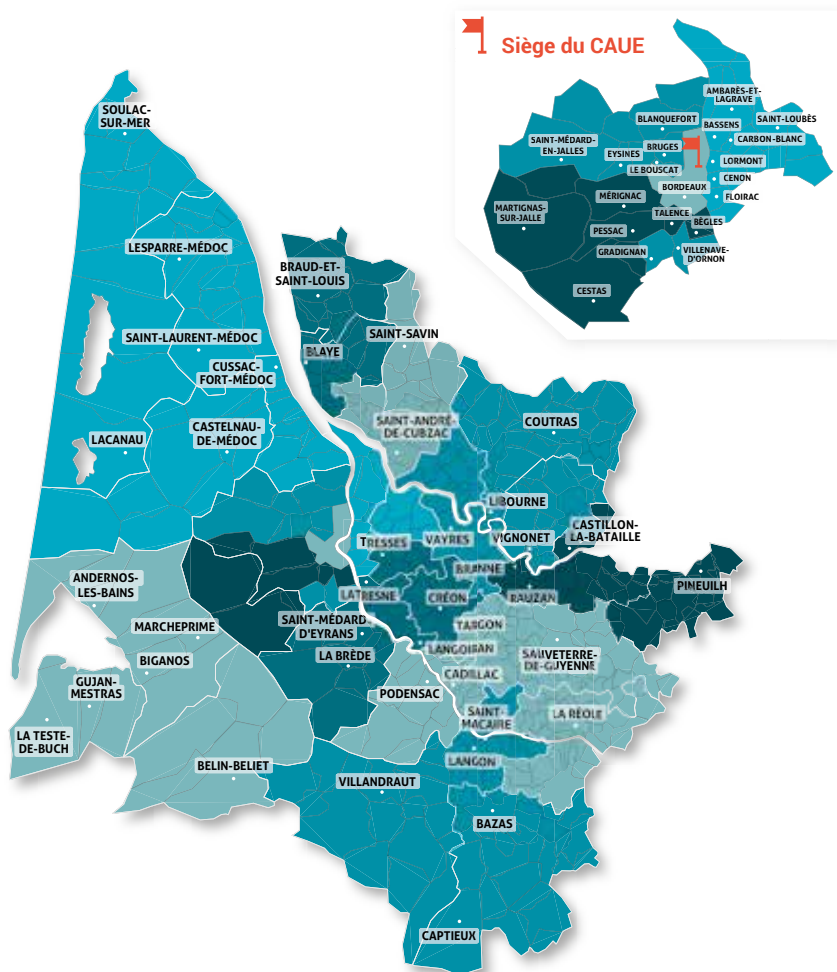 Siège du CAUE
AMBARÈS-ET-
LAGRAVE
BLANQUEFORT
SAINT-LOUBÈS
BASSENS
SAINT-MÉDARD-
EN-JALLES
BRUGES
CARBON-BLANC
EYSINES
LE BOUSCAT
LORMONT
CENON
BORDEAUX
FLOIRAC
MÉRIGNAC
MARTIGNAS-
SUR-JALLE
TALENCE
BÈGLES
PESSAC
GRADIGNAN
VILLENAVE-
D'ORNON
CESTAS
SOULAC-
SUR-MER
LESPARRE-MÉDOC
BRAUD-ET-
SAINT-LOUIS
SAINT-LAURENT-MÉDOC
SAINT-SAVIN
BLAYE
CUSSAC-
FORT-MÉDOC
CASTELNAU-
DE-MÉDOC
LACANAU
SAINT-ANDRÉ-
DE-CUBZAC
COUTRAS
LIBOURNE
CASTILLON-
LA-BATAILLE
TRESSES
VAYRES
VIGNONET
BRANNE
PINEUILH
ANDERNOS-
LES-BAINS
LATRESNE
CRÉON
RAUZAN
MARCHEPRIME
SAINT-MÉDARD
D'EYRANS
TARGON
LA BRÈDE
LANGOIRAN
SAUVETERRE-
DE-GUYENNE
BIGANOS
CADILLAC
GUJAN-
MESTRAS
PODENSAC
SAINT-
MACAIRE
LA RÉOLE
LA TESTE-
DE-BUCH
BELIN-BELIET
LANGON
VILLANDRAUT
BAZAS
CAPTIEUX